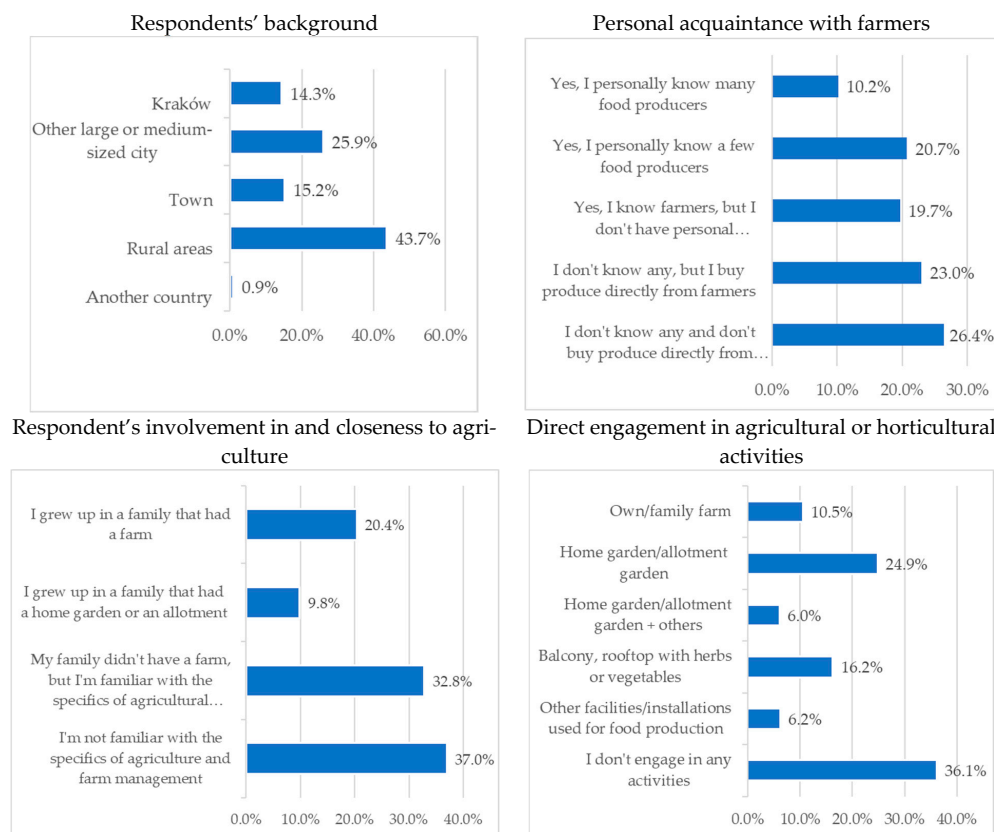 Respondents' background
Kraków
14.3%
Other large or medium-
sized city
25.9%
Town
15.2%
Rural areas
43.7%
Another country
0.9%
0.0% 20.0% 40.0% 60.0%
Personal acquaintance with farmers
Yes, I personally know many
food producers
10.2%
Yes, I personally know a few
food producers
20.7%
Yes, I know farmers, but I
don't have personal…
19.7%
I don't know any, but I buy
produce directly from farmers
23.0%
I don't know any and don't
buy produce directly from…
26.4%
0.0% 10.0% 20.0% 30.0%
Respondent's involvement in and closeness to agri-
culture
I grew up in a family that had
a farm
20.4%
I grew up in a family that had
a home garden or an allotment
9.8%
My family didn't have a farm,
but I'm familiar with the
specifics of agricultural…
32.8%
I'm not familiar with the
specifics of agriculture and
farm management
37.0%
0.0% 10.0% 20.0% 30.0% 40.0%
Direct engagement in agricultural or horticultural
activities
Own/family farm
10.5%
Home garden/allotment
garden
24.9%
Home garden/allotment
garden + others
6.0%
Balcony, rooftop with herbs
or vegetables
16.2%
Other facilities/installations
used for food production
6.2%
I don't engage in any
activities
36.1%
0.0% 10.0% 20.0% 30.0% 40.0%